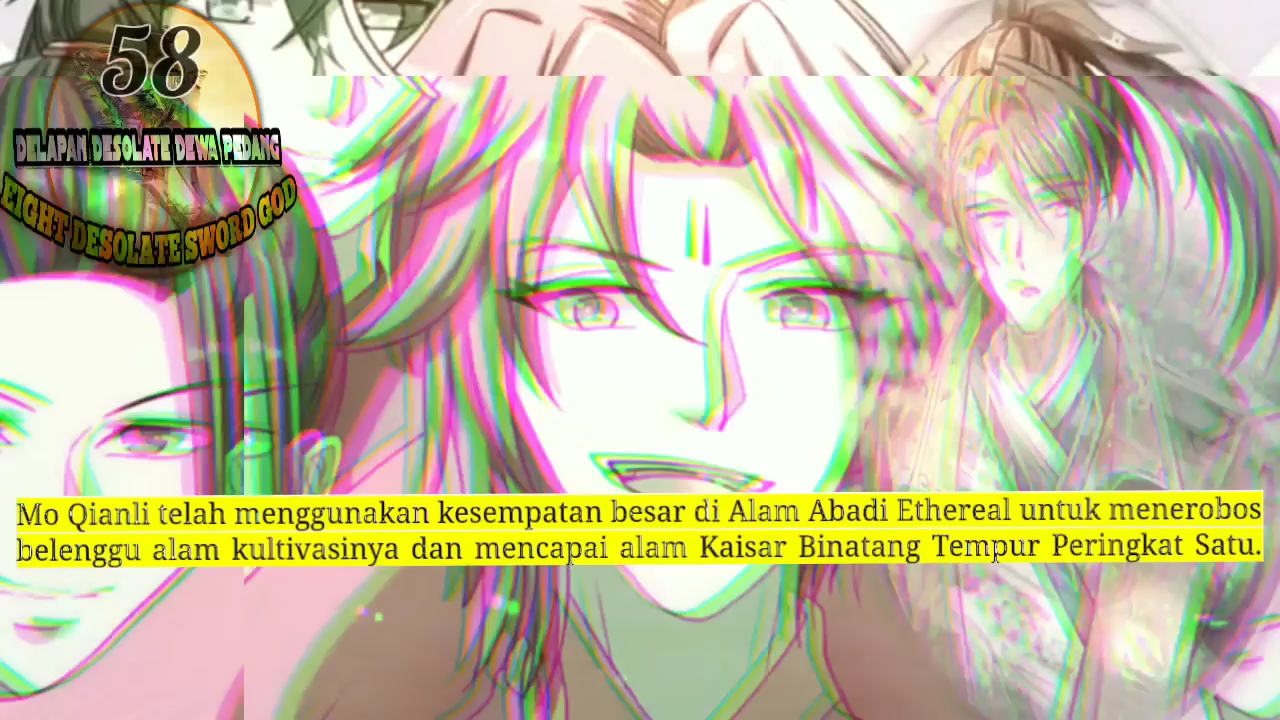 58
DELAPAN DESOLATE DEWA PEDANG
EIGHT DESOLATE SWORD GOD
Mo Qianli telah menggunakan kesempatan besar di Alam Abadi Ethereal untuk menerobos
belenggu alam kultivasinya dan mencapai alam Kaisar Binatang Tempur Peringkat Satu.